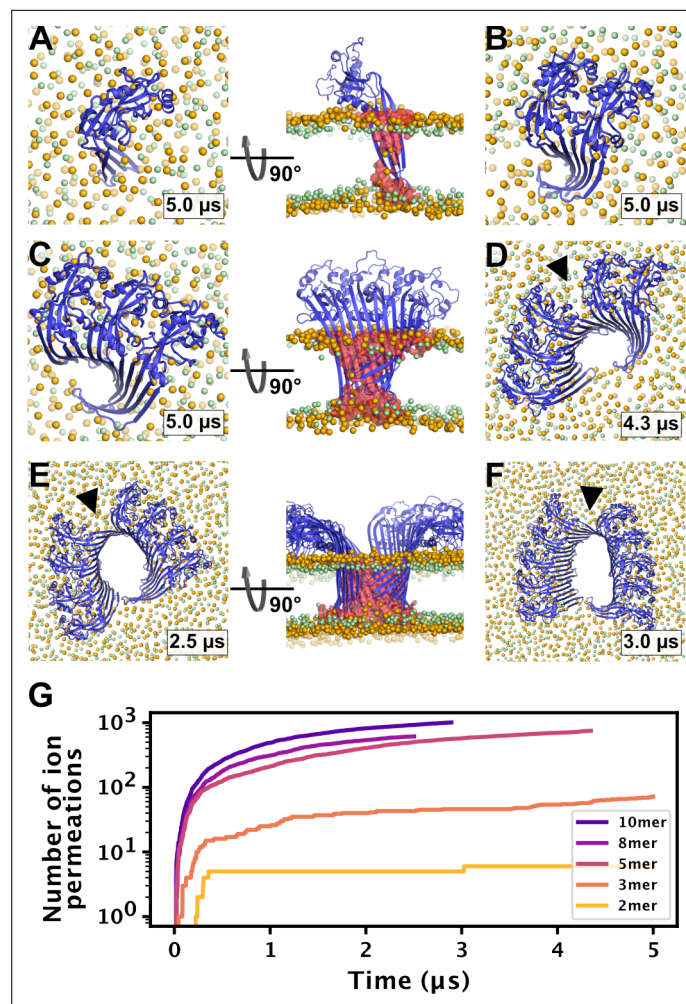 A
B
90°
5.0 µs
5.0 µs
C
D
90°
5.0 µs
4.3 µs
E
F
90°
2.5 µs
3.0 µs
G
Number of ion
permeations
10³
10²
10¹
10⁰
10mer
8mer
5mer
3mer
2mer
0 1 2 3 4 5
Time (µs)